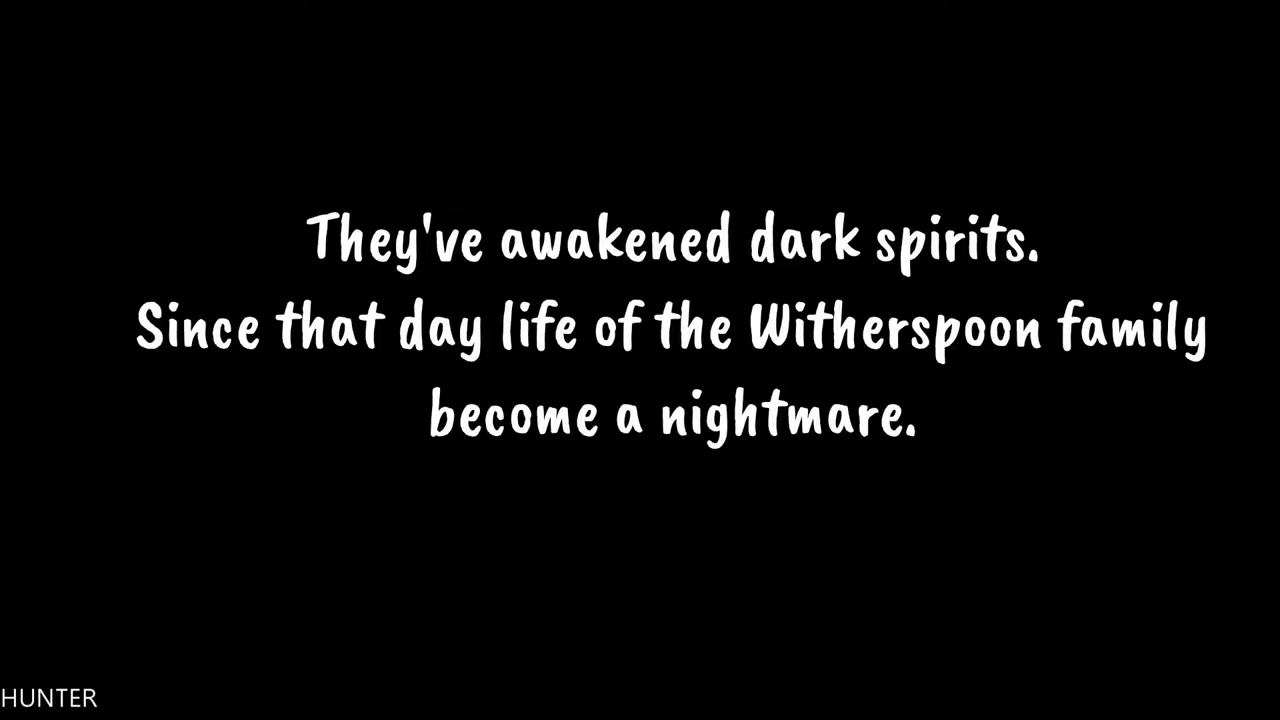 They've awakened dark spirits.
Since that day life of the Witherspoon family
become a nightmare.
HUNTER